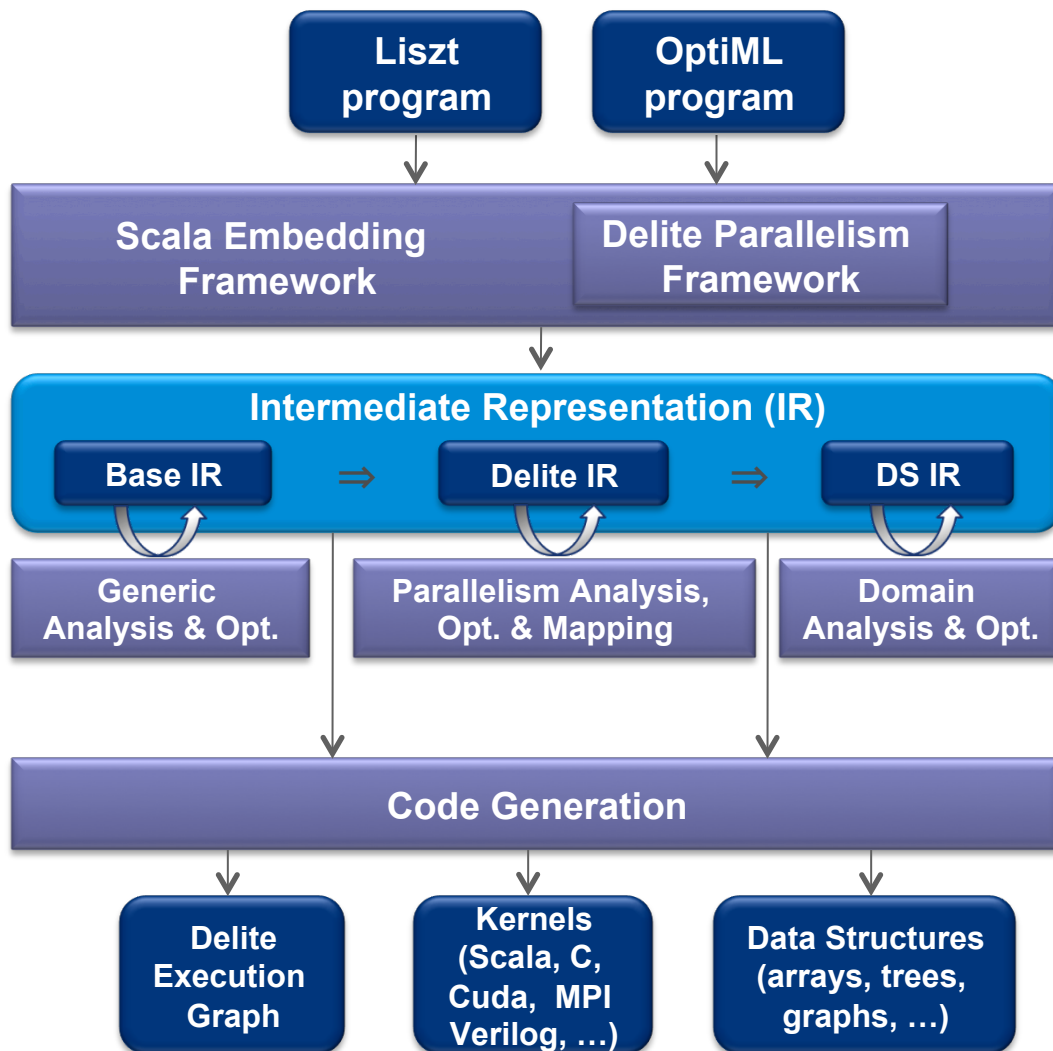 Liszt
program
OptiML
program
Scala Embedding
Framework
Delite Parallelism
Framework
Intermediate Representation (IR)
Base IR
⇒
Delite IR
⇒
DS IR
Generic
Analysis & Opt.
Parallelism Analysis,
Opt. & Mapping
Domain
Analysis & Opt.
Code Generation
Delite
Execution
Graph
Kernels
(Scala, C,
Cuda, MPI
Verilog, …)
Data Structures
(arrays, trees,
graphs, …)